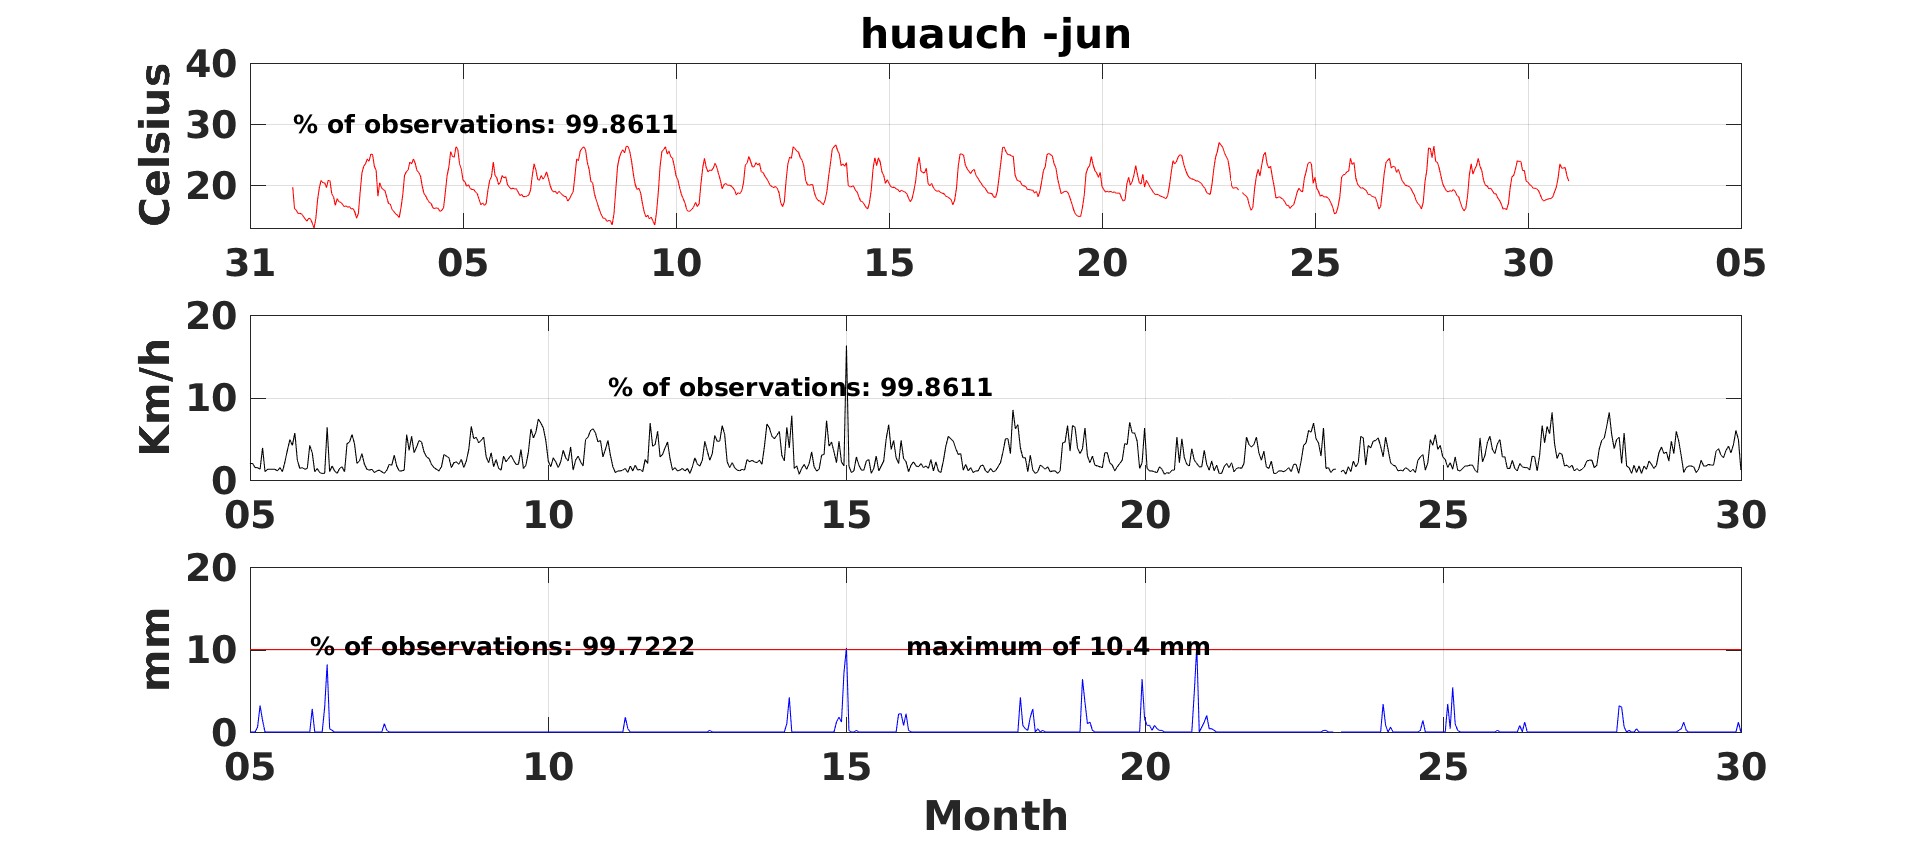 huauch -jun
Celsius
40
30
20
% of observations: 99.8611
31 05 10 15 20 25 30 05
Km/h
20
10
0
% of observations: 99.8611
05 10 15 20 25 30
mm
20
10
0
% of observations: 99.7222 maximum of 10.4 mm
05 10 15 20 25 30
Month